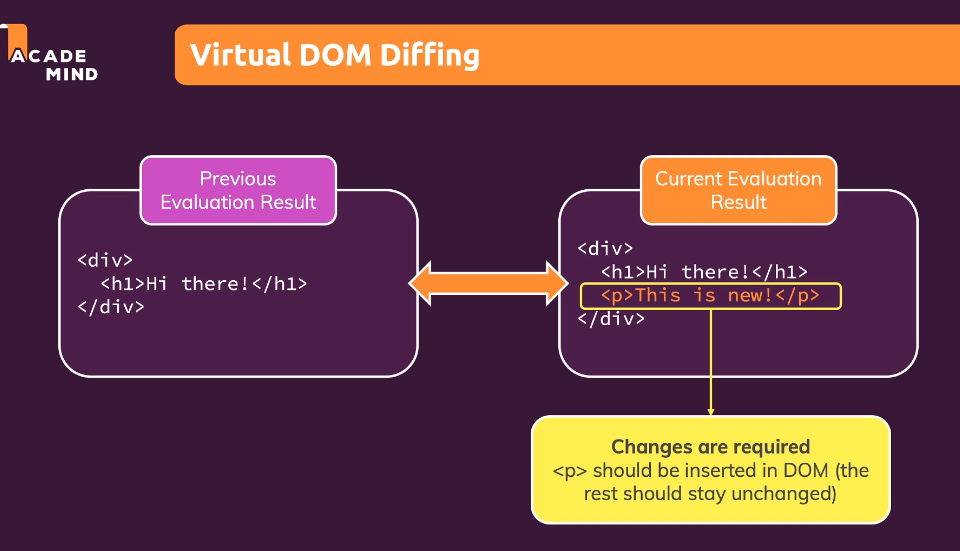 ACADE
MIND
Virtual DOM Diffing
Previous
Evaluation Result
<div>
<h1>Hi there!</h1>
</div>
Current Evaluation
Result
<div>
<h1>Hi there!</h1>
<p>This is new!</p>
</div>
Changes are required
<p> should be inserted in DOM (the
rest should stay unchanged)